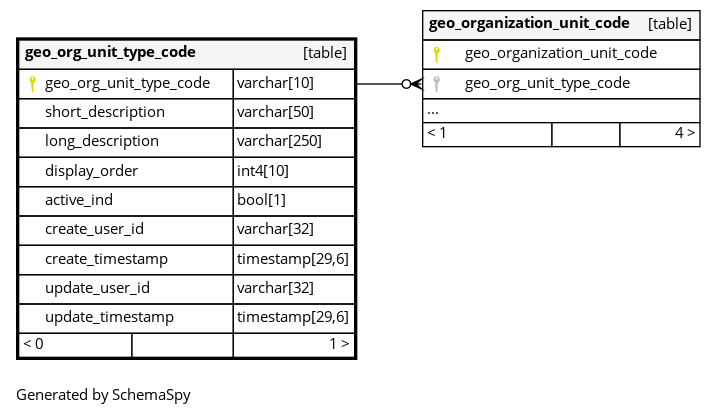 geo_org_unit_type_code [table]
geo_org_unit_type_code varchar[10]
short_description varchar[50]
long_description varchar[250]
display_order int4[10]
active_ind bool[1]
create_user_id varchar[32]
create_timestamp timestamp[29,6]
update_user_id varchar[32]
update_timestamp timestamp[29,6]
< 0 1 >
geo_organization_unit_code [table]
geo_organization_unit_code
geo_org_unit_type_code
...
< 1 4 >
Generated by SchemaSpy